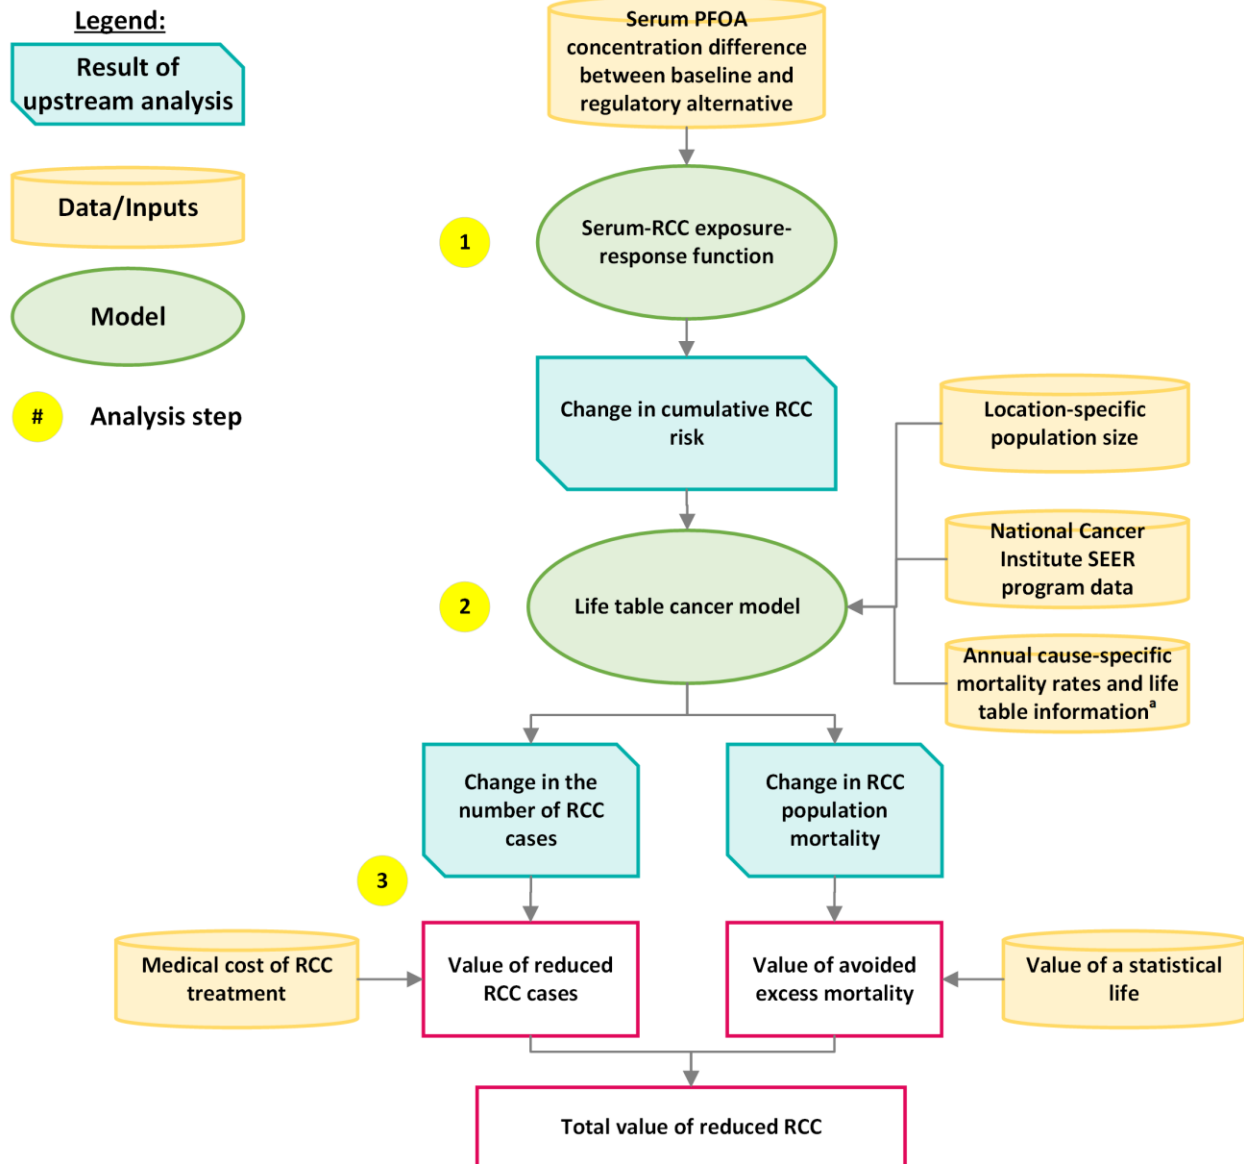 Legend:
Result of
upstream analysis
Data/Inputs
Model
# Analysis step
Serum PFOA
concentration difference
between baseline and
regulatory alternative
1
Serum-RCC exposure-
response function
Change in cumulative RCC
risk
Location-specific
population size
National Cancer
Institute SEER
program data
Annual cause-specific
mortality rates and life
table informationᵃ
2
Life table cancer model
Change in the
number of RCC
cases
Change in RCC
population
mortality
3
Medical cost of RCC
treatment
Value of reduced
RCC cases
Value of avoided
excess mortality
Value of a statistical
life
Total value of reduced RCC